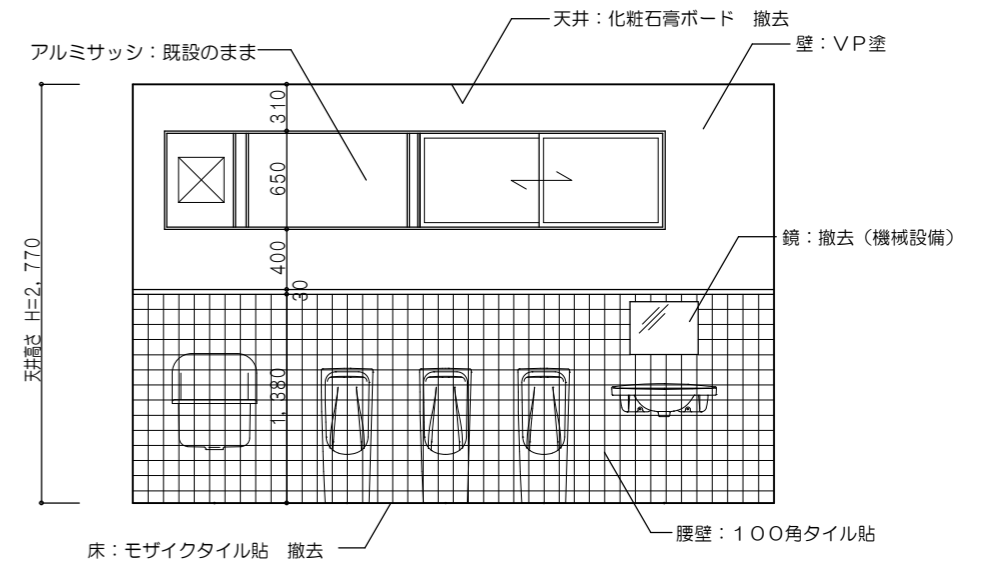 天井：化粧石膏ボード　撤去
アルミサッシ：既設のまま
壁：ＶＰ塗
310
650
400
30
1,380
天井高さ H=2,770
鏡：撤去（機械設備）
腰壁：１００角タイル貼
床：モザイクタイル貼　撤去